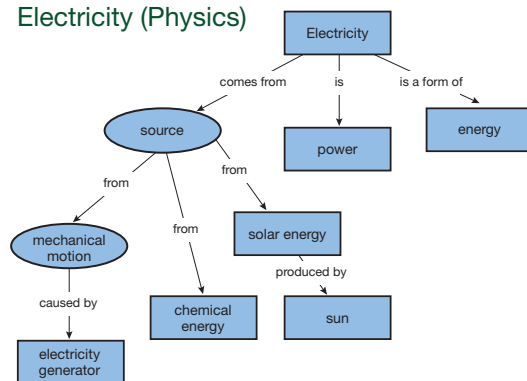 Electricity (Physics)
Electricity
comes from
is
is a form of
source
power
energy
from
from
from
mechanical
motion
solar energy
caused by
produced by
chemical
energy
sun
electricity
generator